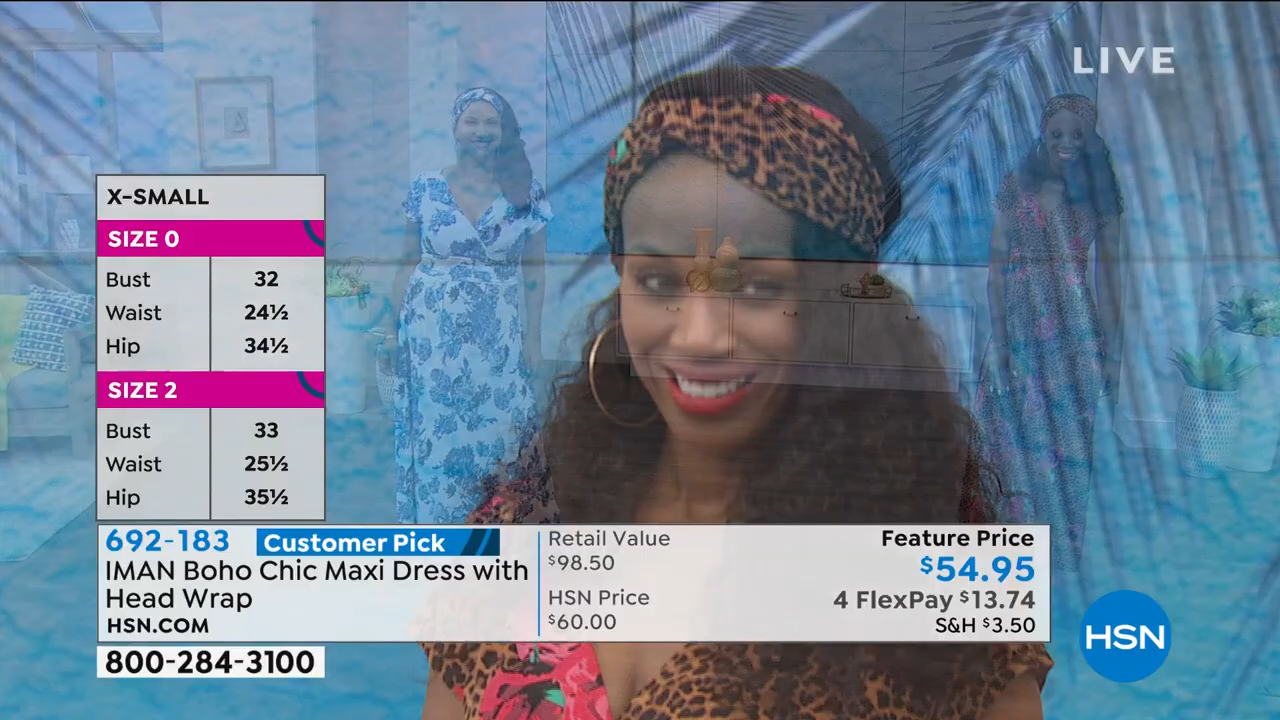 LIVE
X-SMALL
SIZE 0
Bust 32
Waist 24½
Hip 34½
SIZE 2
Bust 33
Waist 25½
Hip 35½
692-183 Customer Pick
IMAN Boho Chic Maxi Dress with
Head Wrap
HSN.COM
Retail Value
$98.50
HSN Price
$60.00
Feature Price
$54.95
4 FlexPay $13.74
S&H $3.50
HSN
800-284-3100